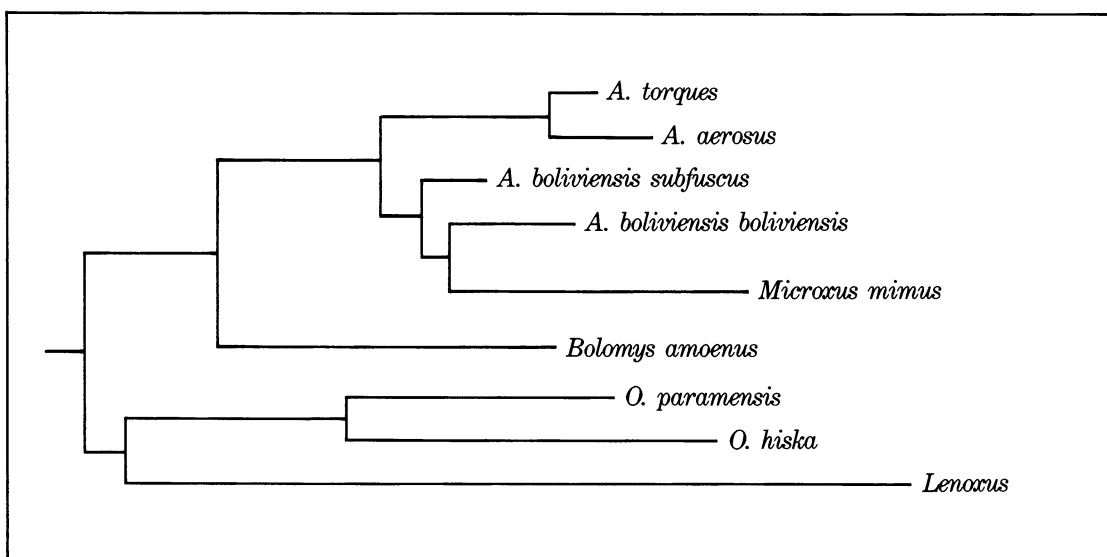 A. torques
A. aerosus
A. boliviensis subfuscus
A. boliviensis boliviensis
Microxus mimus
Bolomys amoenus
O. paramensis
O. hiska
Lenoxus